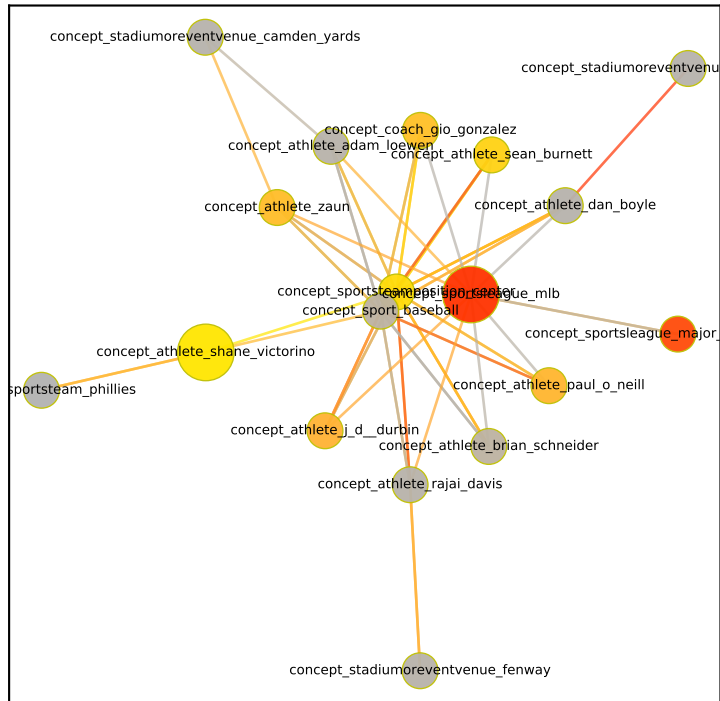 concept_stadiumoreventvenue_camden_yards
concept_stadiumoreventvenu
concept_coach_gio_gonzalez
concept_athlete_adam_loewen
concept_athlete_sean_burnett
concept_athlete_zaun
concept_athlete_dan_boyle
concept_sportsteamposition_center
concept_sportsleague_mlb
concept_sport_baseball
concept_sportsleague_major_
concept_athlete_shane_victorino
sportsteam_phillies
concept_athlete_paul_o_neill
concept_athlete_j_d__durbin
concept_athlete_brian_schneider
concept_athlete_rajai_davis
concept_stadiumoreventvenue_fenway